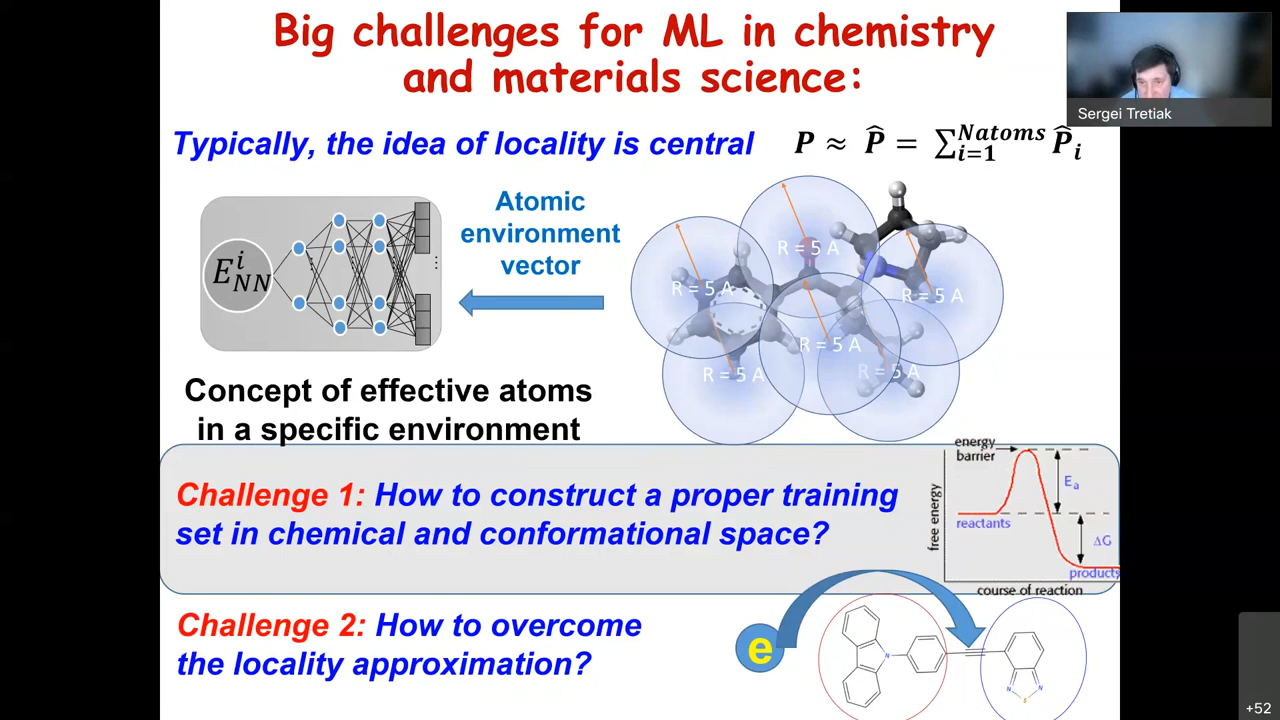 Big challenges for ML in chemistry
and materials science:
Sergei Tretiak
Typically, the idea of locality is central
P ≈ P̂ = ∑_{i=1}^{Natoms} P̂_i
Atomic
environment
vector
E^i_{NN}
R = 5 A
R = 5 A
R = 5 A
R = 5 A
R = 5 A
R = 5 A
Concept of effective atoms
in a specific environment
Challenge 1: How to construct a proper training
set in chemical and conformational space?
energy
barrier
E_a
free energy
reactants
ΔG
products
course of reaction
Challenge 2: How to overcome
the locality approximation?
e
N
N
N
S
+52